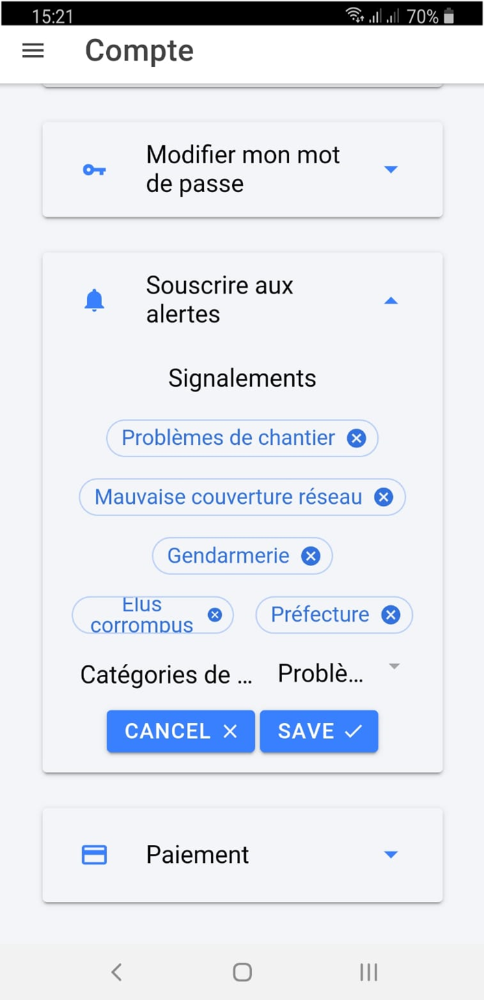 15:21 70%
Compte
Modifier mon mot
de passe
Souscrire aux
alertes
Signalements
Problèmes de chantier
Mauvaise couverture réseau
Gendarmerie
Elus
corrompus
Préfecture
Catégories de ... Problè...
CANCEL SAVE
Paiement